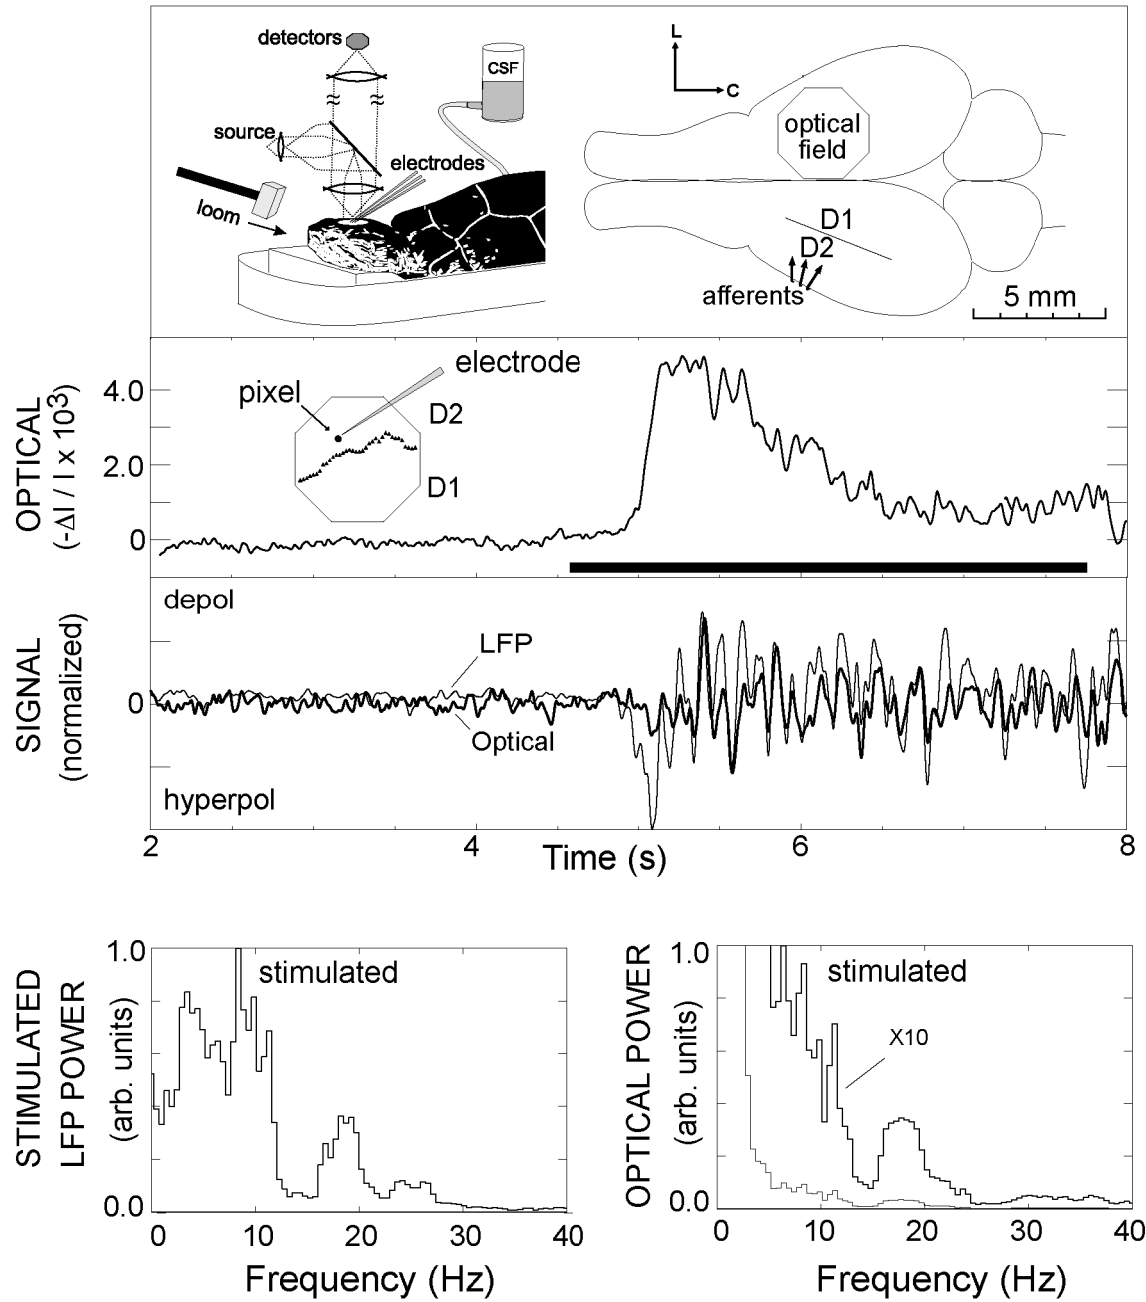 detectors
CSF
source
electrodes
loom
L
C
optical
field
D1
D2
afferents
5 mm
OPTICAL
(-ΔI / I x 10³)
4.0
2.0
0
pixel
electrode
D2
D1
SIGNAL
(normalized)
depol
0
hyperpol
LFP
Optical
2
4
6
8
Time (s)
STIMULATED
LFP POWER
(arb. units)
1.0
0.0
stimulated
0
10
20
30
40
Frequency (Hz)
OPTICAL POWER
(arb. units)
1.0
0.0
stimulated
X10
0
10
20
30
40
Frequency (Hz)